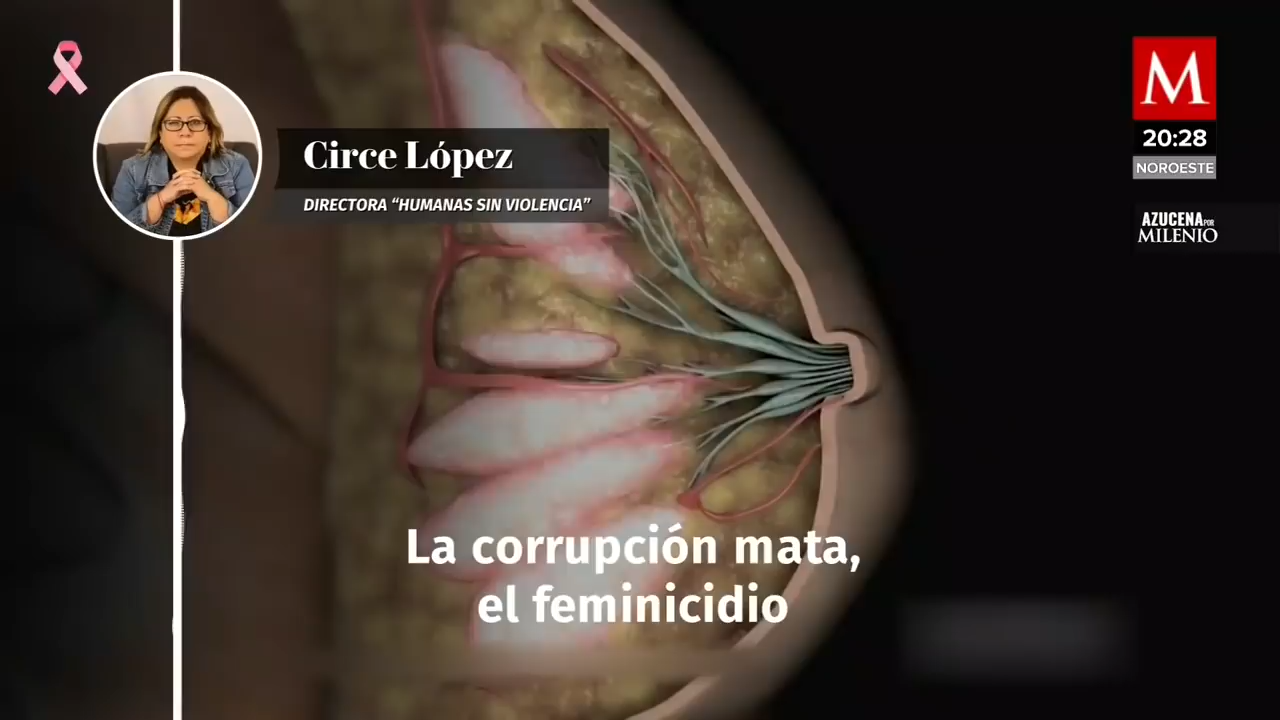 Circe López
DIRECTORA “HUMANAS SIN VIOLENCIA”
M
20:28
NOROESTE
AZUCENA POR
MILENIO
La corrupción mata,
el feminicidio